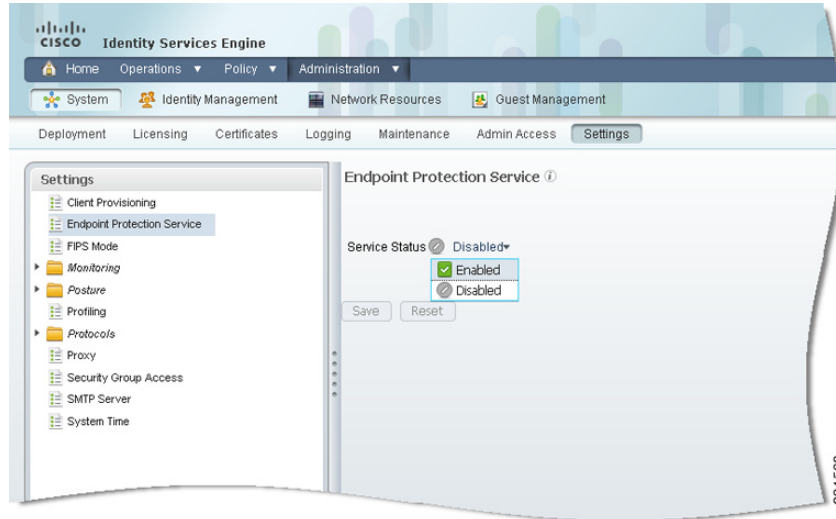 CISCO Identity Services Engine
Home Operations Policy Administration
System Identity Management Network Resources Guest Management
Deployment Licensing Certificates Logging Maintenance Admin Access Settings
Settings
Client Provisioning
Endpoint Protection Service
FIPS Mode
Monitoring
Posture
Profiling
Protocols
Proxy
Security Group Access
SMTP Server
System Time
Endpoint Protection Service
Service Status Disabled
Enabled
Disabled
Save Reset